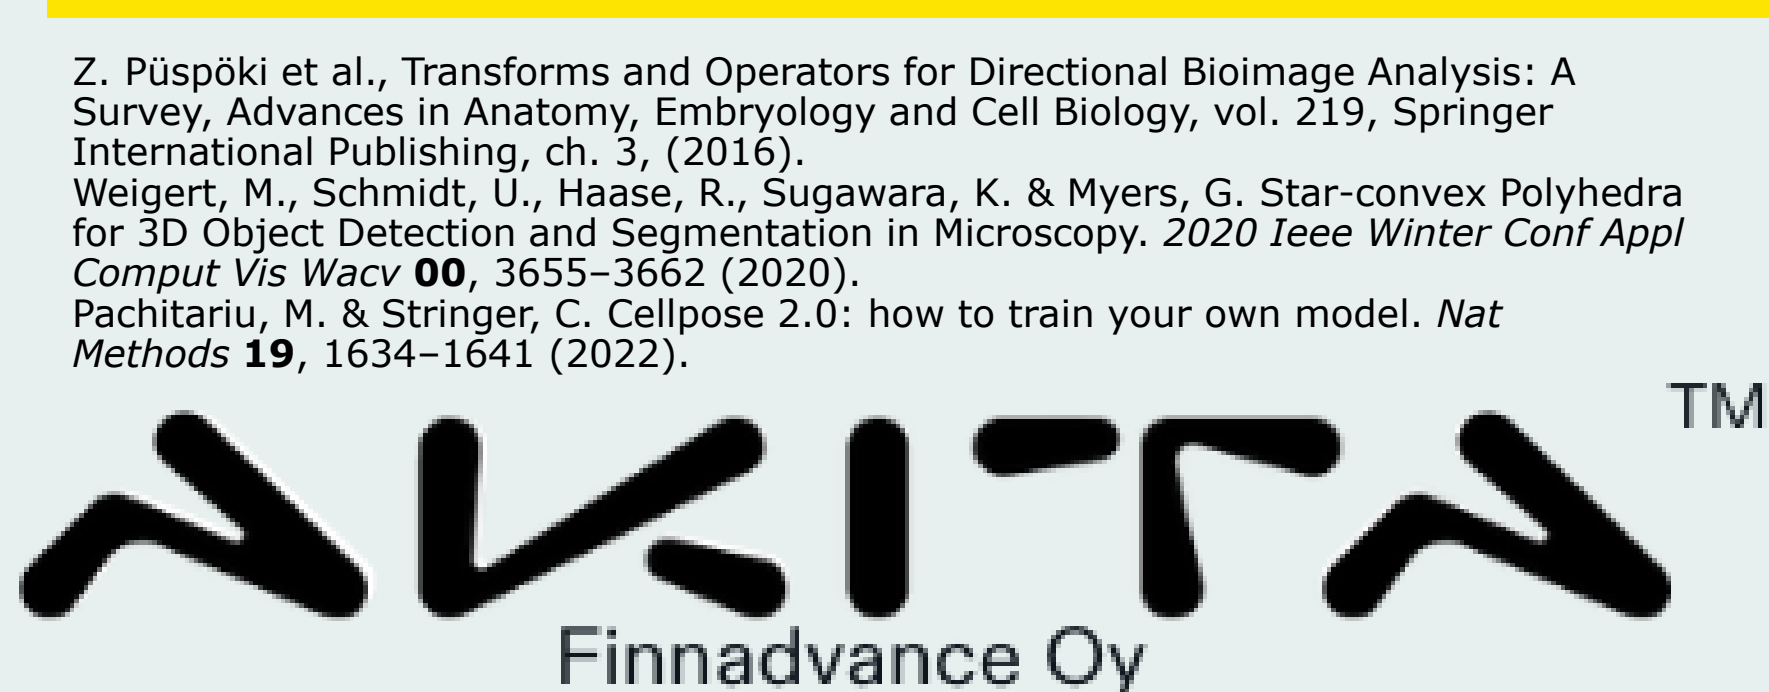 Z. Püspöki et al., Transforms and Operators for Directional Bioimage Analysis: A
Survey, Advances in Anatomy, Embryology and Cell Biology, vol. 219, Springer
International Publishing, ch. 3, (2016).
Weigert, M., Schmidt, U., Haase, R., Sugawara, K. & Myers, G. Star-convex Polyhedra
for 3D Object Detection and Segmentation in Microscopy. 2020 Ieee Winter Conf Appl
Comput Vis Wacv 00, 3655–3662 (2020).
Pachitariu, M. & Stringer, C. Cellpose 2.0: how to train your own model. Nat
Methods 19, 1634–1641 (2022).
AKITA TM
Finnadvance Oy